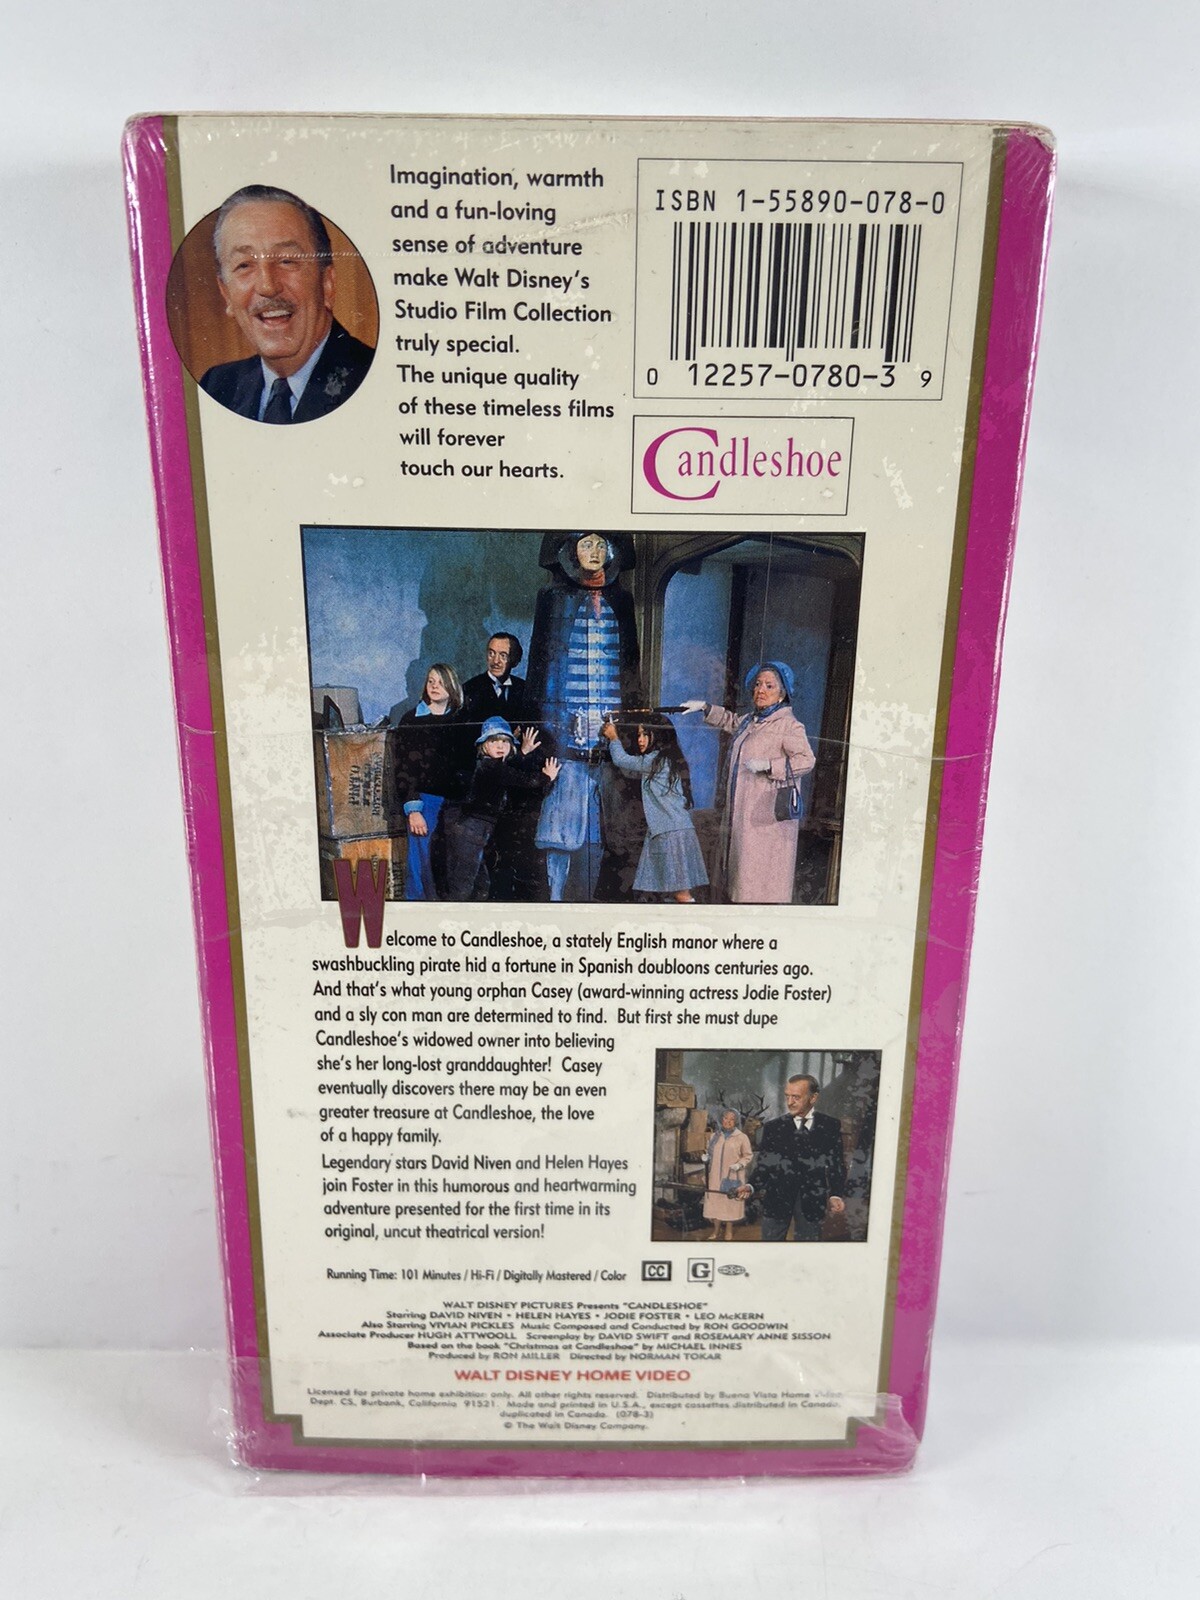 Imagination, warmth
and a fun-loving
sense of adventure
make Walt Disney's
Studio Film Collection
truly special.
The unique quality
of these timeless films
will forever
touch our hearts.
ISBN 1-55890-078-0
0 12257-0780-3 9
Candleshoe
Welcome to Candleshoe, a stately English manor where a
swashbuckling pirate hid a fortune in Spanish doubloons centuries ago.
And that's what young orphan Casey (award-winning actress Jodie Foster)
and a sly con man are determined to find. But first she must dupe
Candleshoe's widowed owner into believing
she's her long-lost granddaughter! Casey
eventually discovers there may be an even
greater treasure at Candleshoe, the love
of a happy family.
Legendary stars David Niven and Helen Hayes
join Foster in this humorous and heartwarming
adventure presented for the first time in its
original, uncut theatrical version!
Running Time: 101 Minutes / Hi-Fi / Digitally Mastered / Color CC G
WALT DISNEY PICTURES Presents "CANDLESHOE"
Starring DAVID NIVEN • HELEN HAYES • JODIE FOSTER • LEO McKERN
Also Starring VIVIAN PICKLES Music Composed and Conducted by RON GOODWIN
Associate Producer HUGH ATTWOOLL Screenplay by DAVID SWIFT and ROSEMARY ANNE SISSON
Based on the book "Christmas at Candleshoe" by MICHAEL INNES
Produced by RON MILLER Directed by NORMAN TOKAR
WALT DISNEY HOME VIDEO
Licensed for private home exhibition only. All other rights reserved. Distributed by Buena Vista Home Video,
Dept. CS, Burbank, California 91521. Made and printed in U.S.A., except cassettes distributed in Canada,
duplicated in Canada. (078-3)
© The Walt Disney Company.